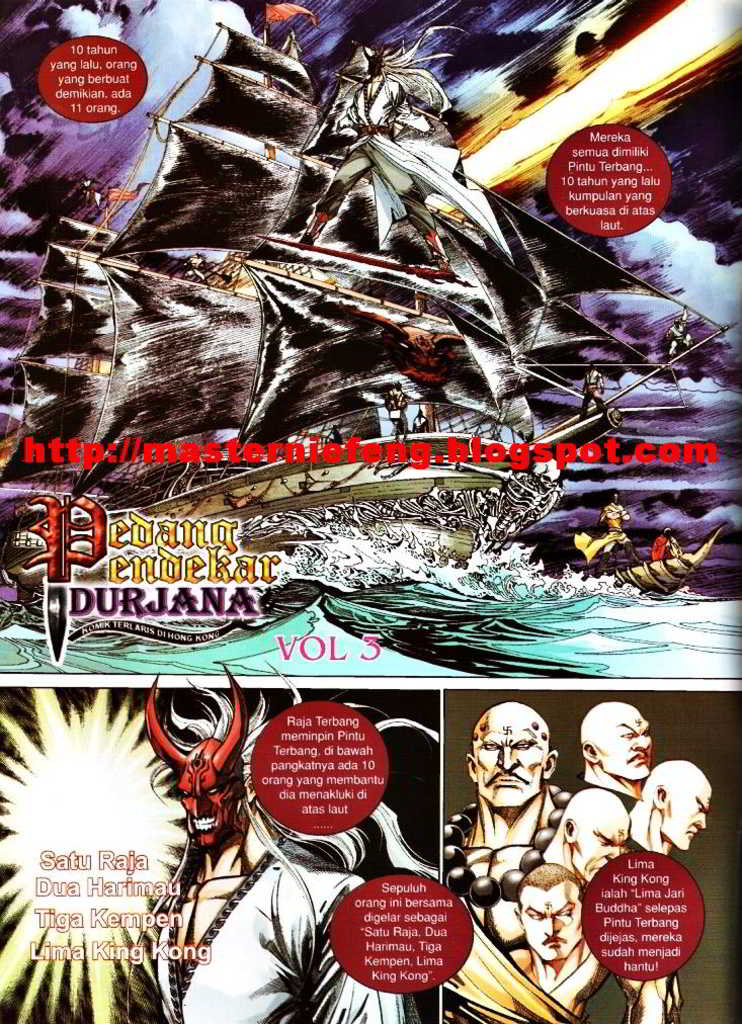 10 tahun
yang lalu, orang
yang berbuat
demikian, ada
11 orang.
Mereka
semua dimiliki
Pintu Terbang...
10 tahun yang lalu
kumpulan yang
berkuasa di atas
laut.
http://masterniefeng.blogspot.com
Pedang
Pendekar
DURJANA
KOMIK TERLARIS DI HONG KONG
VOL 3
Raja Terbang
meminpin Pintu
Terbang, di bawah
pangkatnya ada 10
orang yang membantu
dia menakluki di
atas laut
......
Satu Raja
Dua Harimau
Tiga Kempen
Lima King Kong
Sepuluh
orang ini bersama
digelar sebagai
"Satu Raja, Dua
Harimau, Tiga
Kempen, Lima
King Kong".
Lima
King Kong
ialah "Lima Jari
Buddha" selepas
Pintu Terbang
dijejas, mereka
sudah menjadi
hantu!